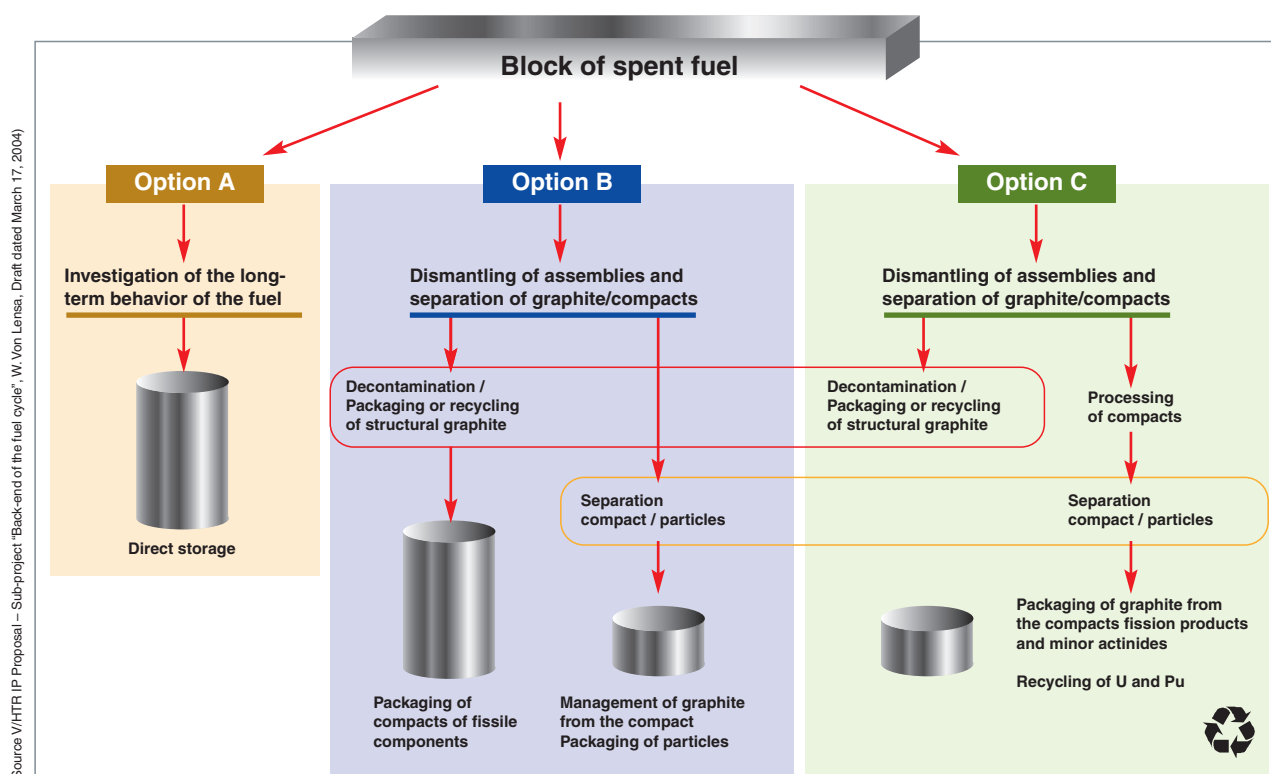 Block of spent fuel
Option A
Option B
Option C
Investigation of the long-
term behavior of the fuel
Direct storage
Dismantling of assemblies and
separation of graphite/compacts
Decontamination /
Packaging or recycling
of structural graphite
Separation
compact / particles
Packaging of
compacts of fissile
components
Management of graphite
from the compact
Packaging of particles
Dismantling of assemblies and
separation of graphite/compacts
Decontamination /
Packaging or recycling
of structural graphite
Processing
of compacts
Separation
compact / particles
Packaging of graphite from
the compacts fission products
and minor actinides
Recycling of U and Pu
Source V/HTR IP Proposal – Sub-project "Back-end of the fuel cycle", W. Von Lensa, Draft dated March 17, 2004)